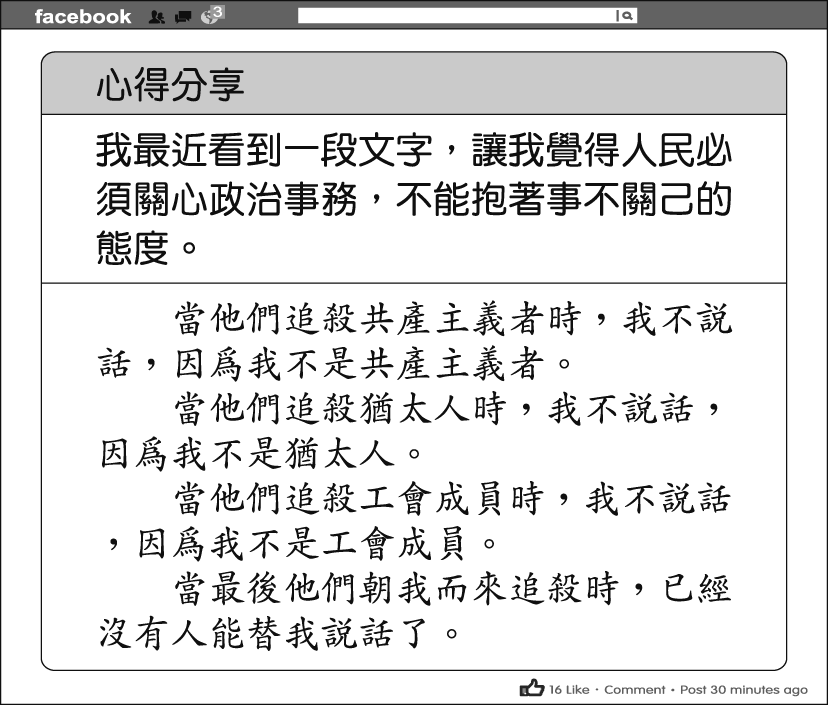 facebook 3
心得分享
我最近看到一段文字，讓我覺得人民必
須關心政治事務，不能抱著事不關己的
態度。
當他們追殺共產主義者時，我不說
話，因為我不是共產主義者。
當他們追殺猶太人時，我不說話，
因為我不是猶太人。
當他們追殺工會成員時，我不說話
，因為我不是工會成員。
當最後他們朝我而來追殺時，已經
沒有人能替我說話了。
16 Like · Comment · Post 30 minutes ago